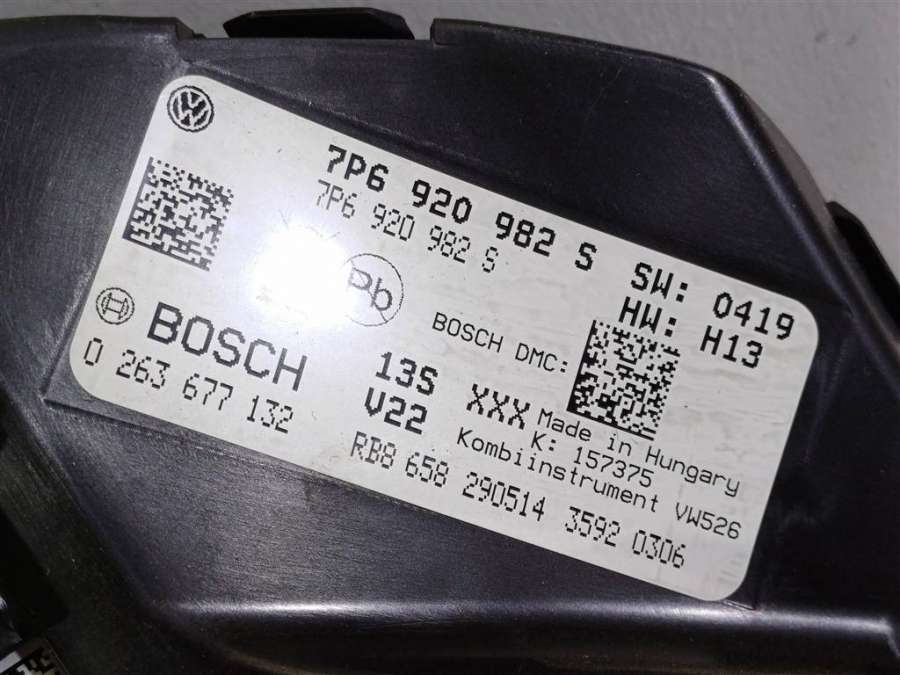 7P6 920 982 S
7P6 920 982 S
SW: 0419
HW: H13
Pb
BOSCH DMC:
BOSCH
0 263 677 132
13S
V22
XXX
Made in Hungary
K: 157375
Kombiinstrument VW526
RB8 658 290514 3592 0306